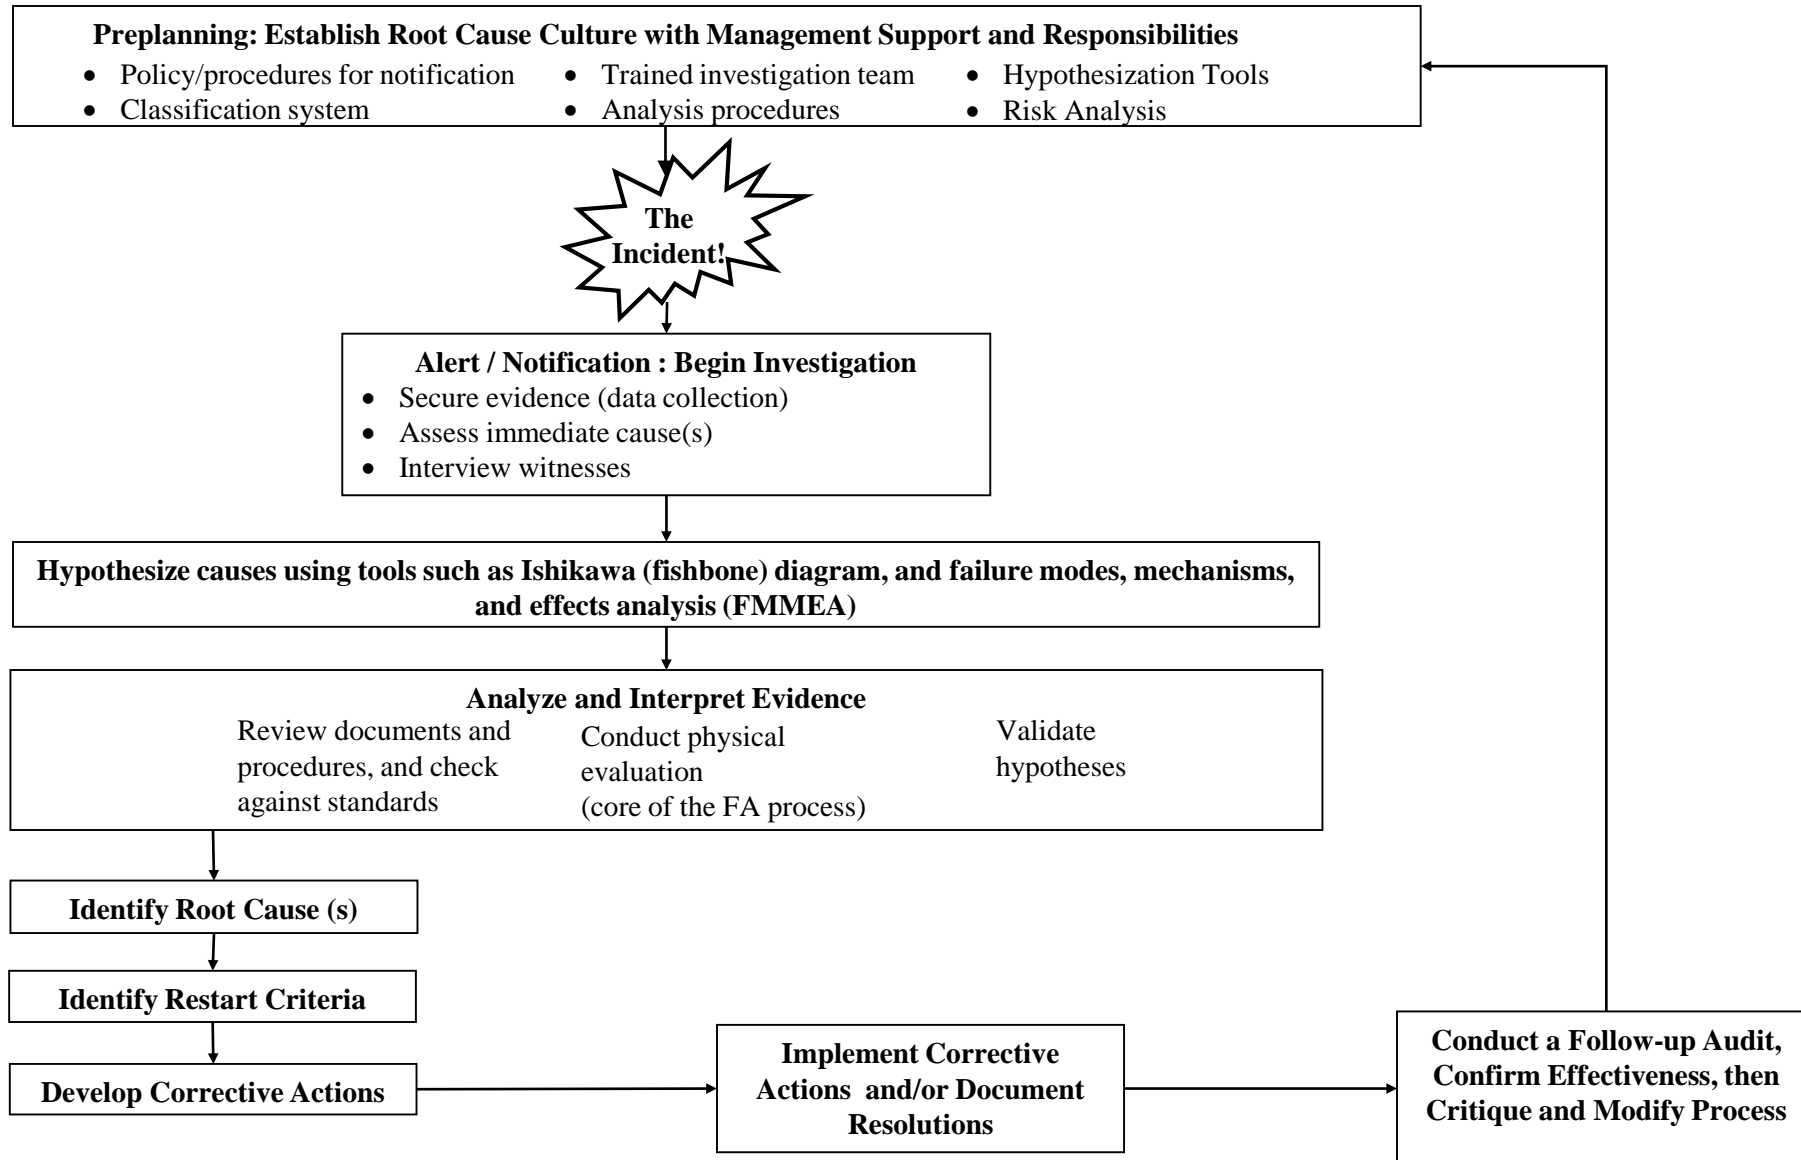 Preplanning: Establish Root Cause Culture with Management Support and Responsibilities
• Policy/procedures for notification
• Classification system
• Trained investigation team
• Analysis procedures
• Hypothesization Tools
• Risk Analysis
The
Incident!
Alert / Notification : Begin Investigation
• Secure evidence (data collection)
• Assess immediate cause(s)
• Interview witnesses
Hypothesize causes using tools such as Ishikawa (fishbone) diagram, and failure modes, mechanisms,
and effects analysis (FMMEA)
Analyze and Interpret Evidence
Review documents and
procedures, and check
against standards
Conduct physical
evaluation
(core of the FA process)
Validate
hypotheses
Identify Root Cause (s)
Identify Restart Criteria
Develop Corrective Actions
Implement Corrective
Actions and/or Document
Resolutions
Conduct a Follow-up Audit,
Confirm Effectiveness, then
Critique and Modify Process